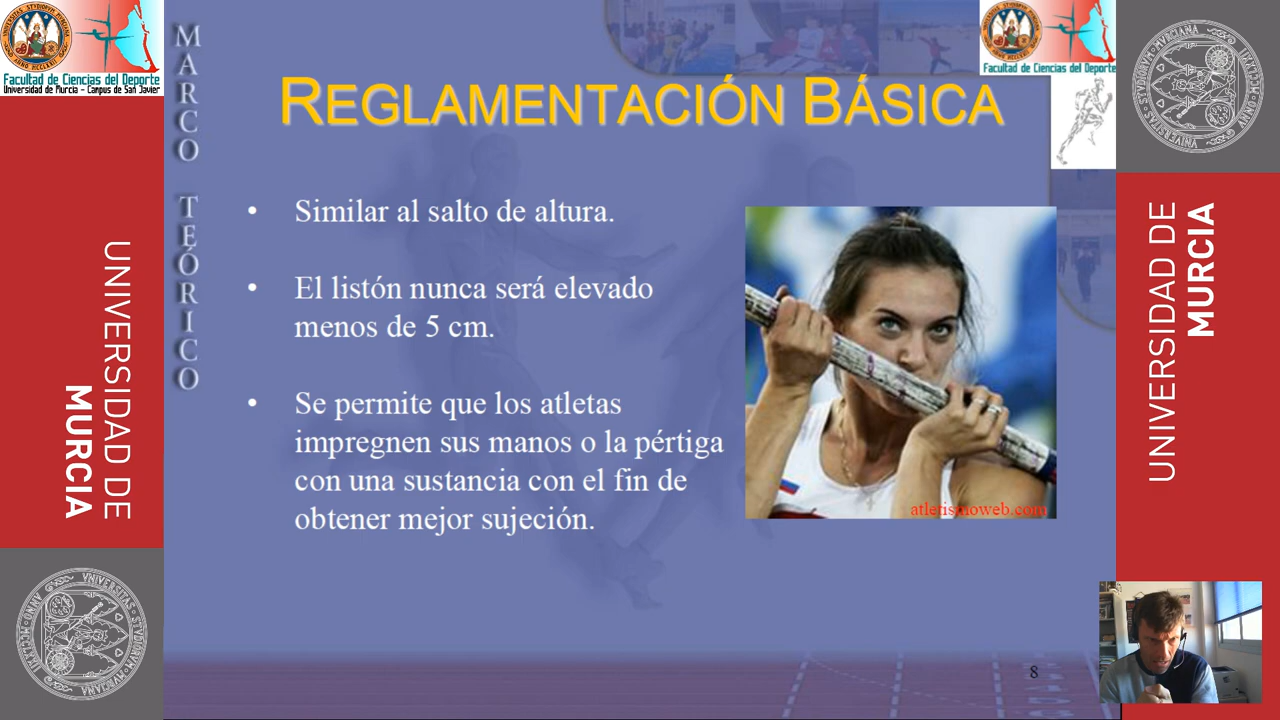 Facultad de Ciencias del Deporte
Universidad de Murcia – Campus de San Javier
UNIVERSIDAD DE
MURCIA
MARCO TEÓRICO
REGLAMENTACIÓN BÁSICA
• Similar al salto de altura.
• El listón nunca será elevado
menos de 5 cm.
• Se permite que los atletas
impregnen sus manos o la pértiga
con una sustancia con el fin de
obtener mejor sujeción.
atletismoweb.com
8
Facultad de Ciencias del Deporte
UNIVERSIDAD DE
MURCIA